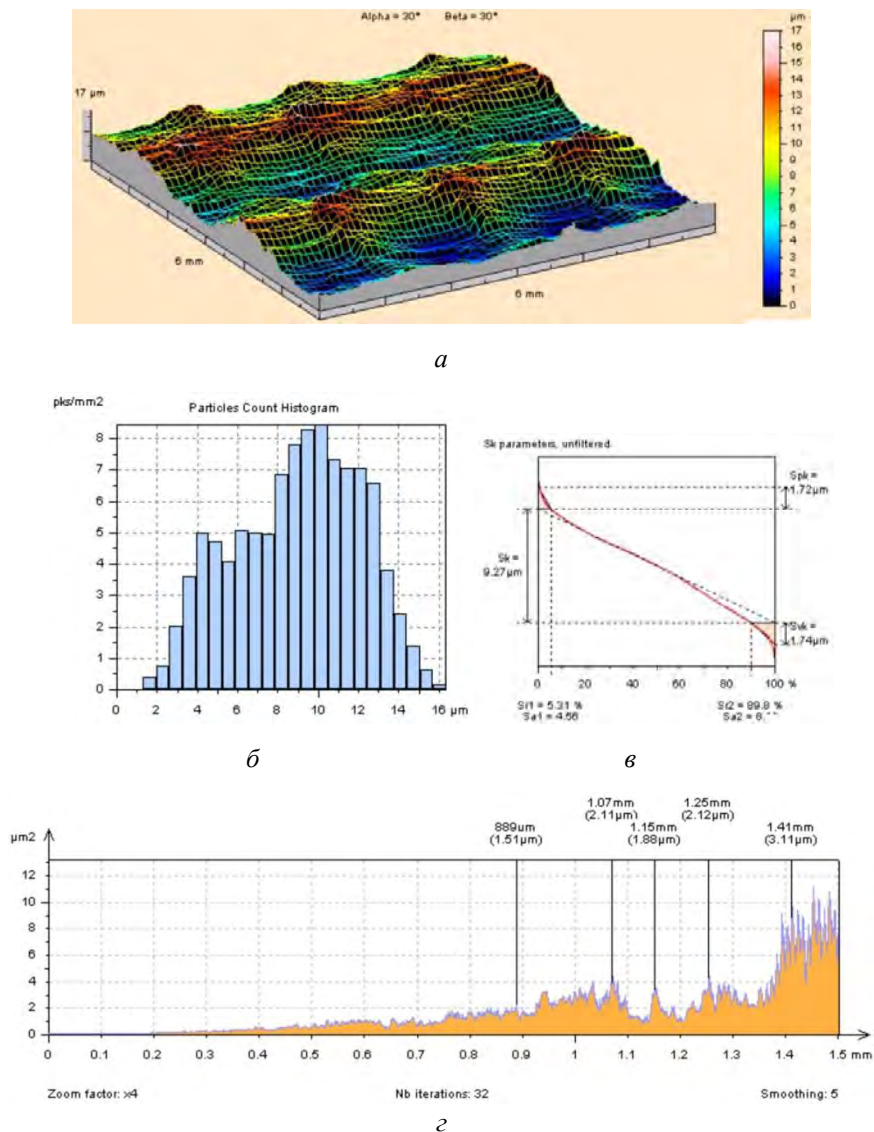 Alpha = 30° Beta = 30°
µm
17
16
15
14
13
12
11
10
9
8
7
6
5
4
3
2
1
0
17 µm
6 mm
6 mm
а
pks/mm2
Particles Count Histogram
8
7
6
5
4
3
2
1
0
0 2 4 6 8 10 12 14 16 µm
б
Sk parameters, unfiltered.
Spk =
1.72µm
Sk =
9.27µm
Svk =
1.74µm
0 20 40 60 80 100 %
Sr1 = 5.31 % Sr2 = 89.8 %
Sa1 = 4.56 Sa2 =
в
µm2
889µm
(1.51µm)
1.07mm
(2.11µm)
1.15mm
(1.88µm)
1.25mm
(2.12µm)
1.41mm
(3.11µm)
12
10
8
6
4
2
0
0 0.1 0.2 0.3 0.4 0.5 0.6 0.7 0.8 0.9 1 1.1 1.2 1.3 1.4 1.5 mm
Zoom factor: x4 Nb iterations: 32 Smoothing: 5
г